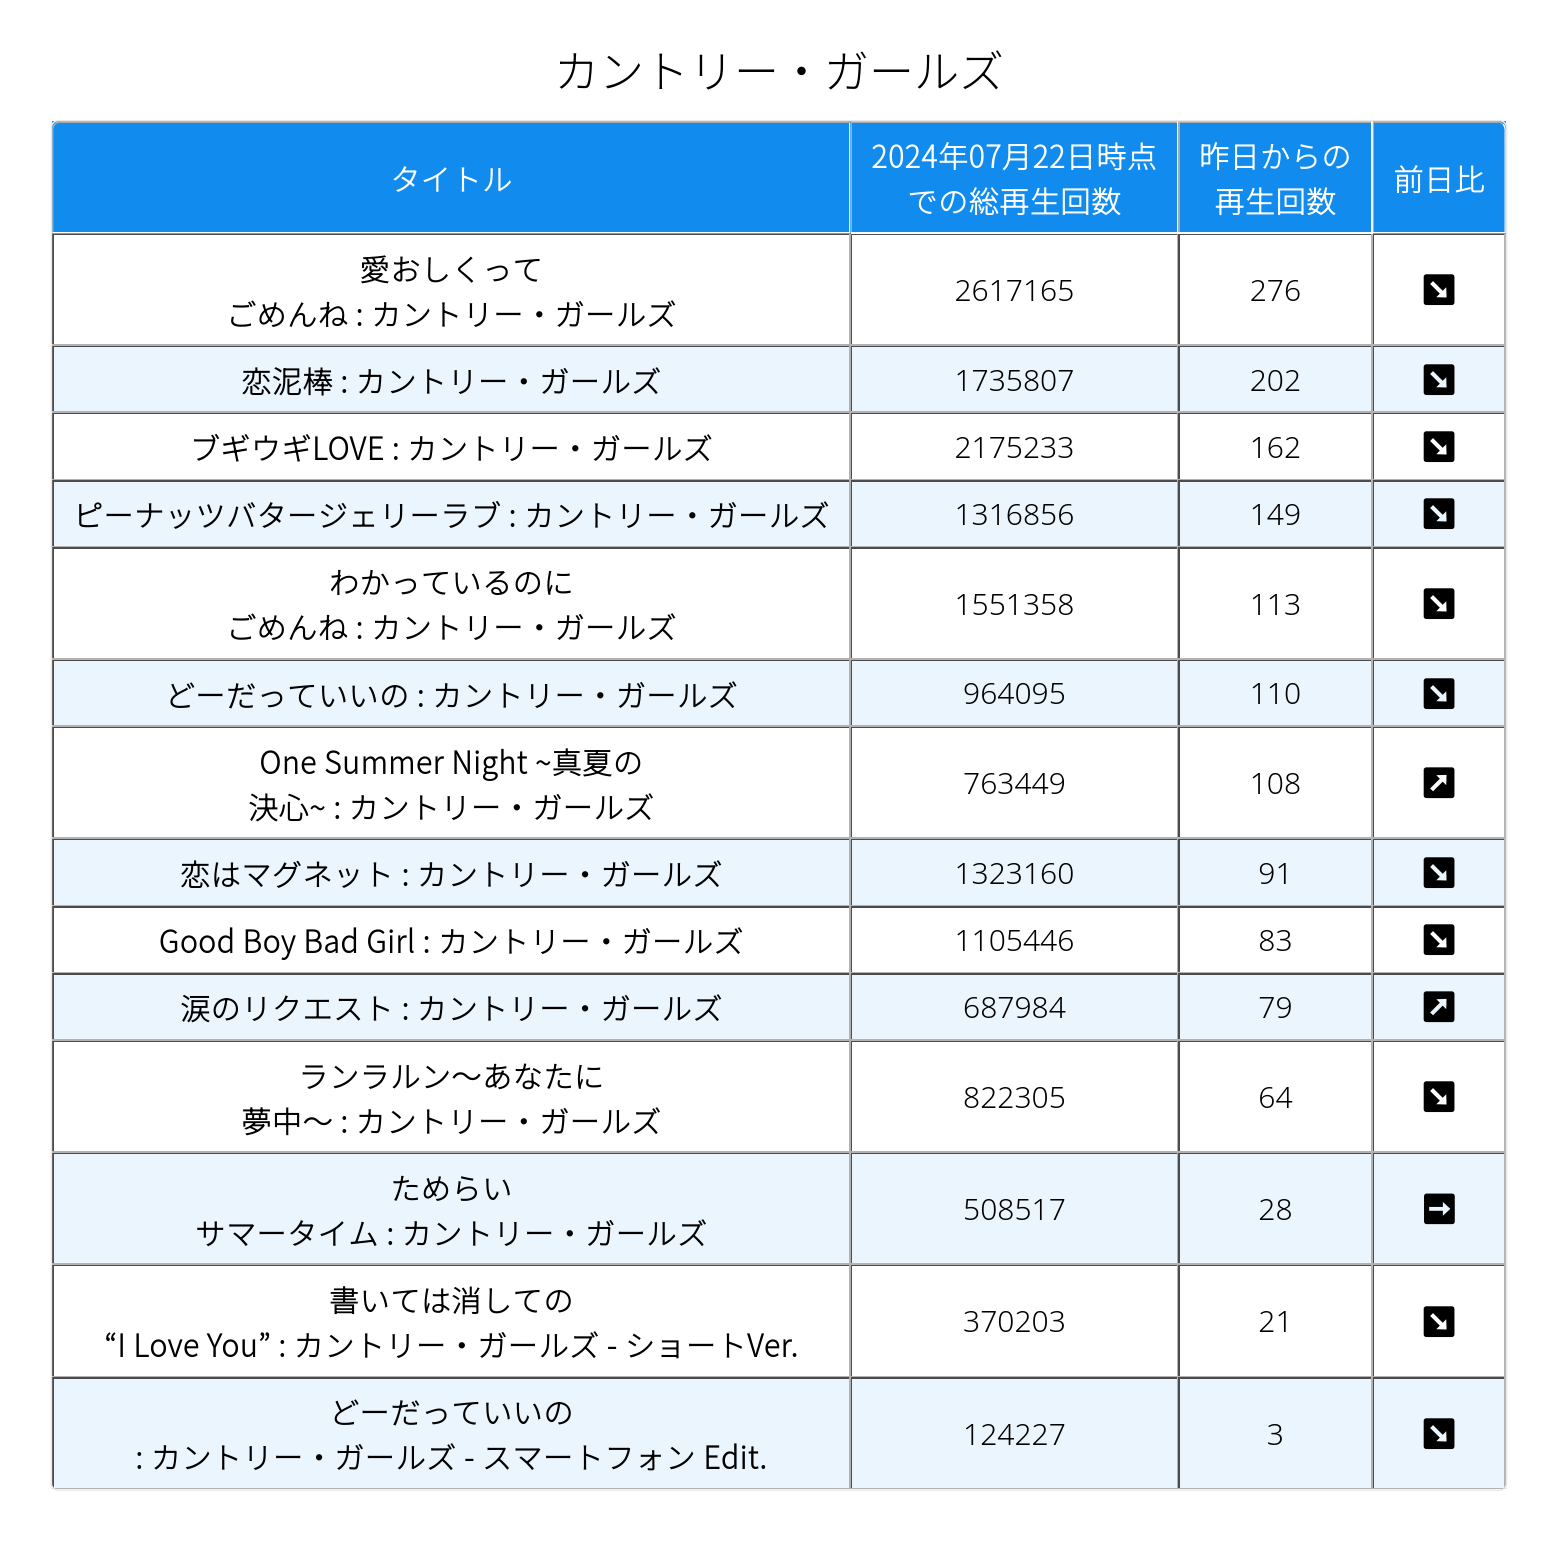 カントリー・ガールズ
タイトル
2024年07月22日時点
での総再生回数
昨日からの
再生回数
前日比
愛おしくって
ごめんね : カントリー・ガールズ
2617165
276
恋泥棒 : カントリー・ガールズ
1735807
202
ブギウギLOVE : カントリー・ガールズ
2175233
162
ピーナッツバタージェリーラブ : カントリー・ガールズ
1316856
149
わかっているのに
ごめんね : カントリー・ガールズ
1551358
113
どーだっていいの : カントリー・ガールズ
964095
110
One Summer Night ~真夏の
決心~ : カントリー・ガールズ
763449
108
恋はマグネット : カントリー・ガールズ
1323160
91
Good Boy Bad Girl : カントリー・ガールズ
1105446
83
涙のリクエスト : カントリー・ガールズ
687984
79
ランラルン～あなたに
夢中～ : カントリー・ガールズ
822305
64
ためらい
サマータイム : カントリー・ガールズ
508517
28
書いては消しての
“I Love You” : カントリー・ガールズ - ショートVer.
370203
21
どーだっていいの
: カントリー・ガールズ - スマートフォン Edit.
124227
3